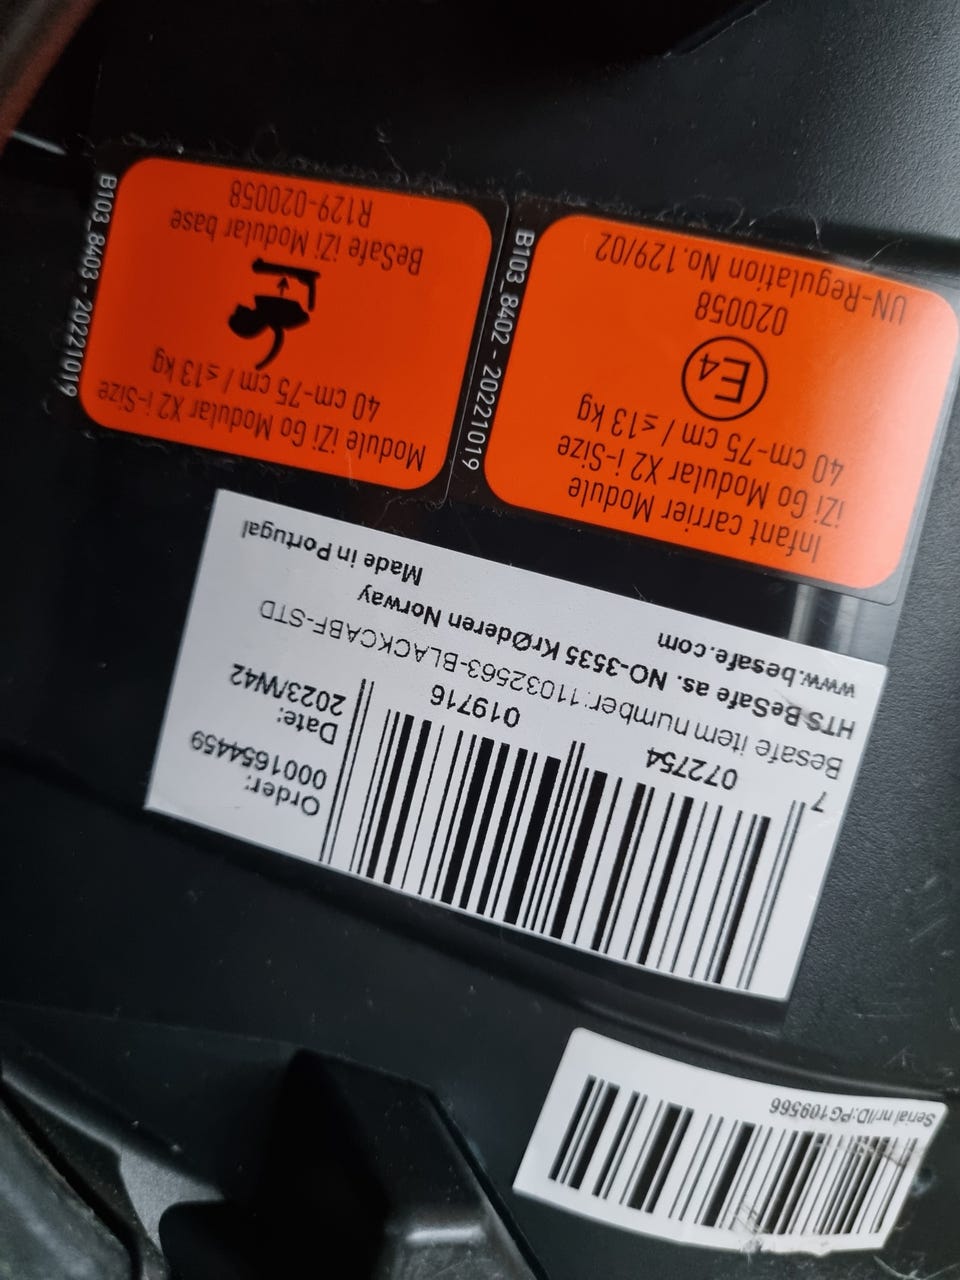 Infant carrier Module
iZi Go Modular X2 i-Size
40 cm-75 cm / ≤13 kg
E4
020058
UN-Regulation No.129/02
B103_8402 - 20221019
Module iZi Go Modular X2 i-Size
40 cm-75 cm / ≤13 kg
BeSafe iZi Modular base
R129-020058
B103_8403 - 20221019
7
072754
019716
Order:
0001654459
Date:
2023/W42
Besafe item number: 11032563-BLACKCABF-STD
HTS BeSafe as. NO-3535 KrØderen Norway
www.besafe.com
Made in Portugal
Serial nr/ID:PG109566